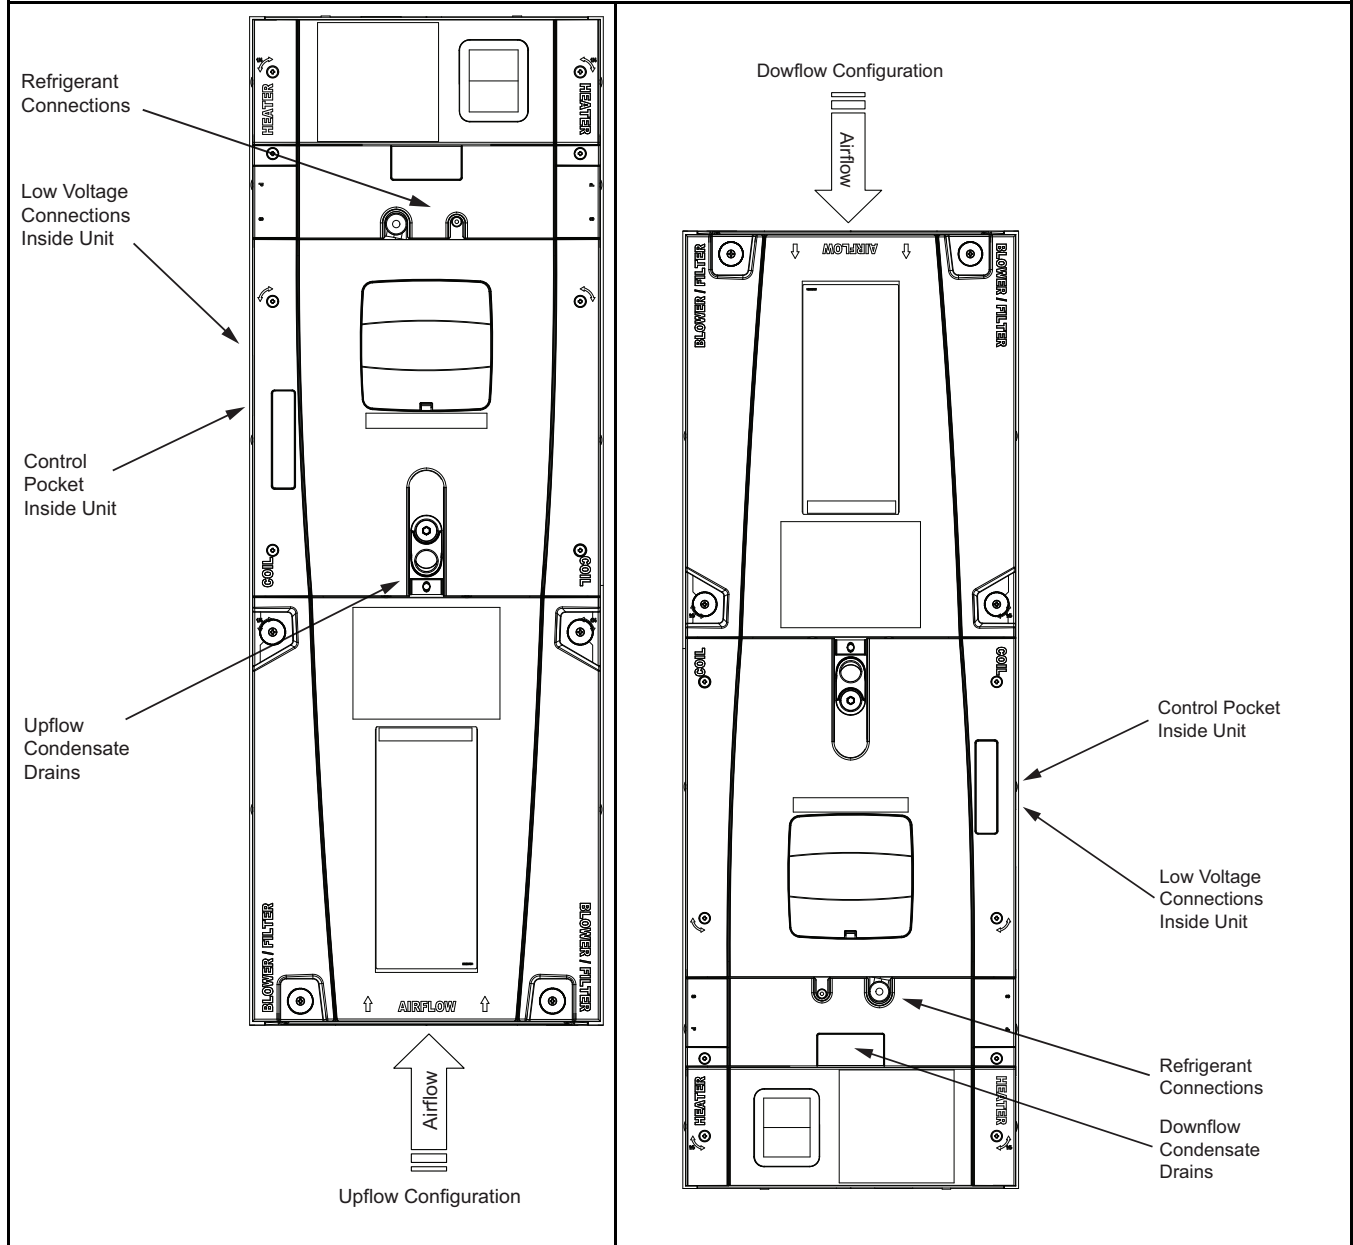 Refrigerant
Connections
Low Voltage
Connections
Inside Unit
Control
Pocket
Inside Unit
Upflow
Condensate
Drains
HEATER
HEATER
COIL
COIL
BLOWER / FILTER
BLOWER / FILTER
AIRFLOW
Airflow
Upflow Configuration
Dowflow Configuration
Airflow
AIRFLOW
BLOWER / FILTER
BLOWER / FILTER
COIL
COIL
HEATER
HEATER
Control Pocket
Inside Unit
Low Voltage
Connections
Inside Unit
Refrigerant
Connections
Downflow
Condensate
Drains